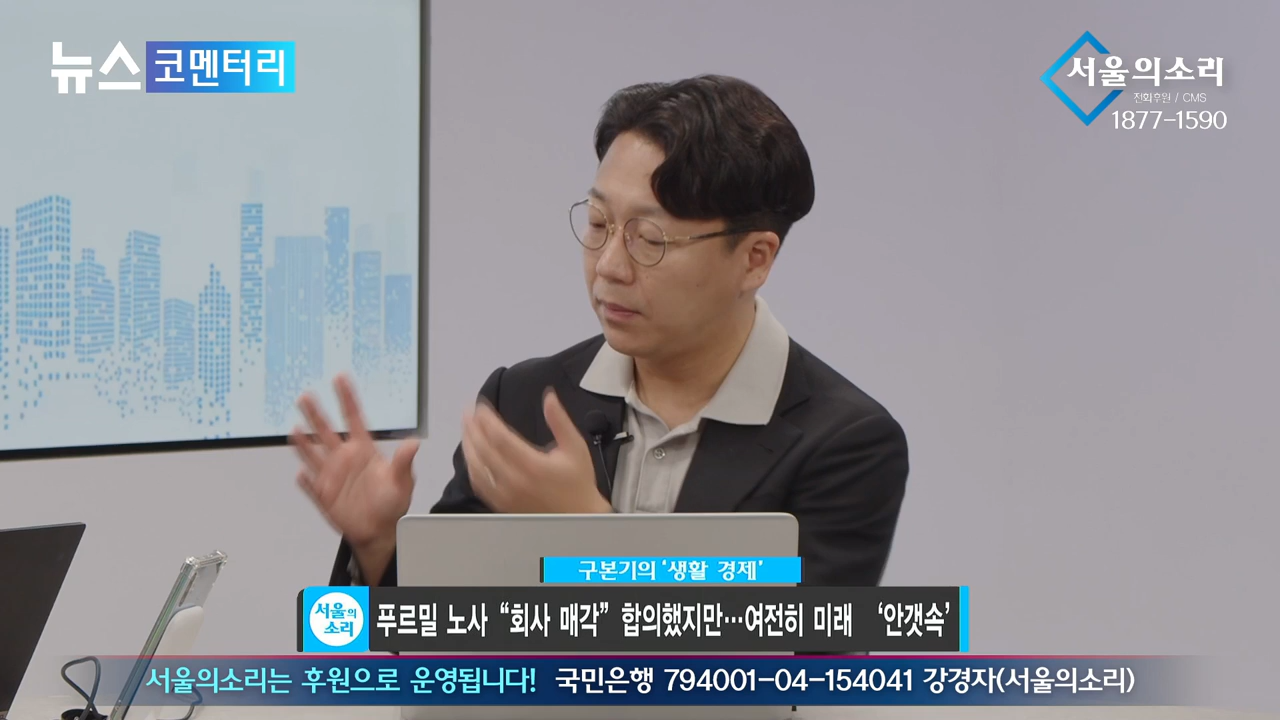 뉴스 코멘터리
서울의소리
전화후원 / CMS
1877-1590
구본기의 ‘생활 경제’
서울의
소리
푸르밀 노사 “회사 매각” 합의했지만…여전히 미래 ‘안갯속’
서울의소리는 후원으로 운영됩니다! 국민은행 794001-04-154041 강경자(서울의소리)